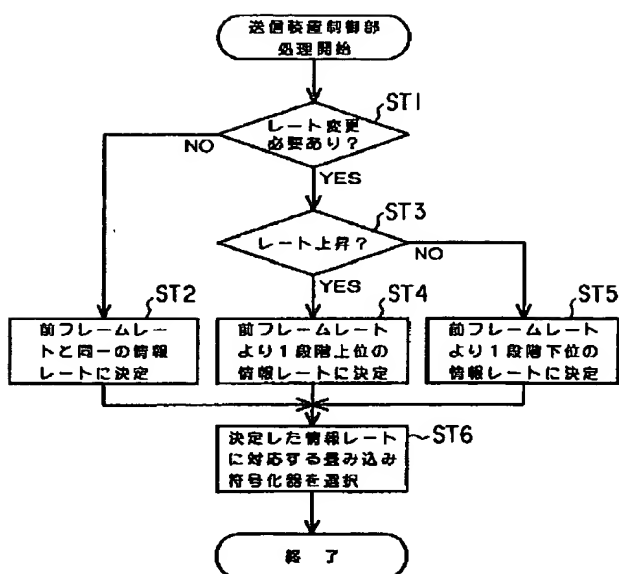 送信装置制御部
処理開始
ST1
レート変更
必要あり？
NO
YES
ST3
レート上昇？
NO
YES
ST2
前フレームレー
トと同一の情報
レートに決定
ST4
前フレームレート
より1段階上位の
情報レートに決定
ST5
前フレームレート
より1段階下位の
情報レートに決定
ST6
決定した情報レート
に対応する畳み込み
符号化器を選択
終 了